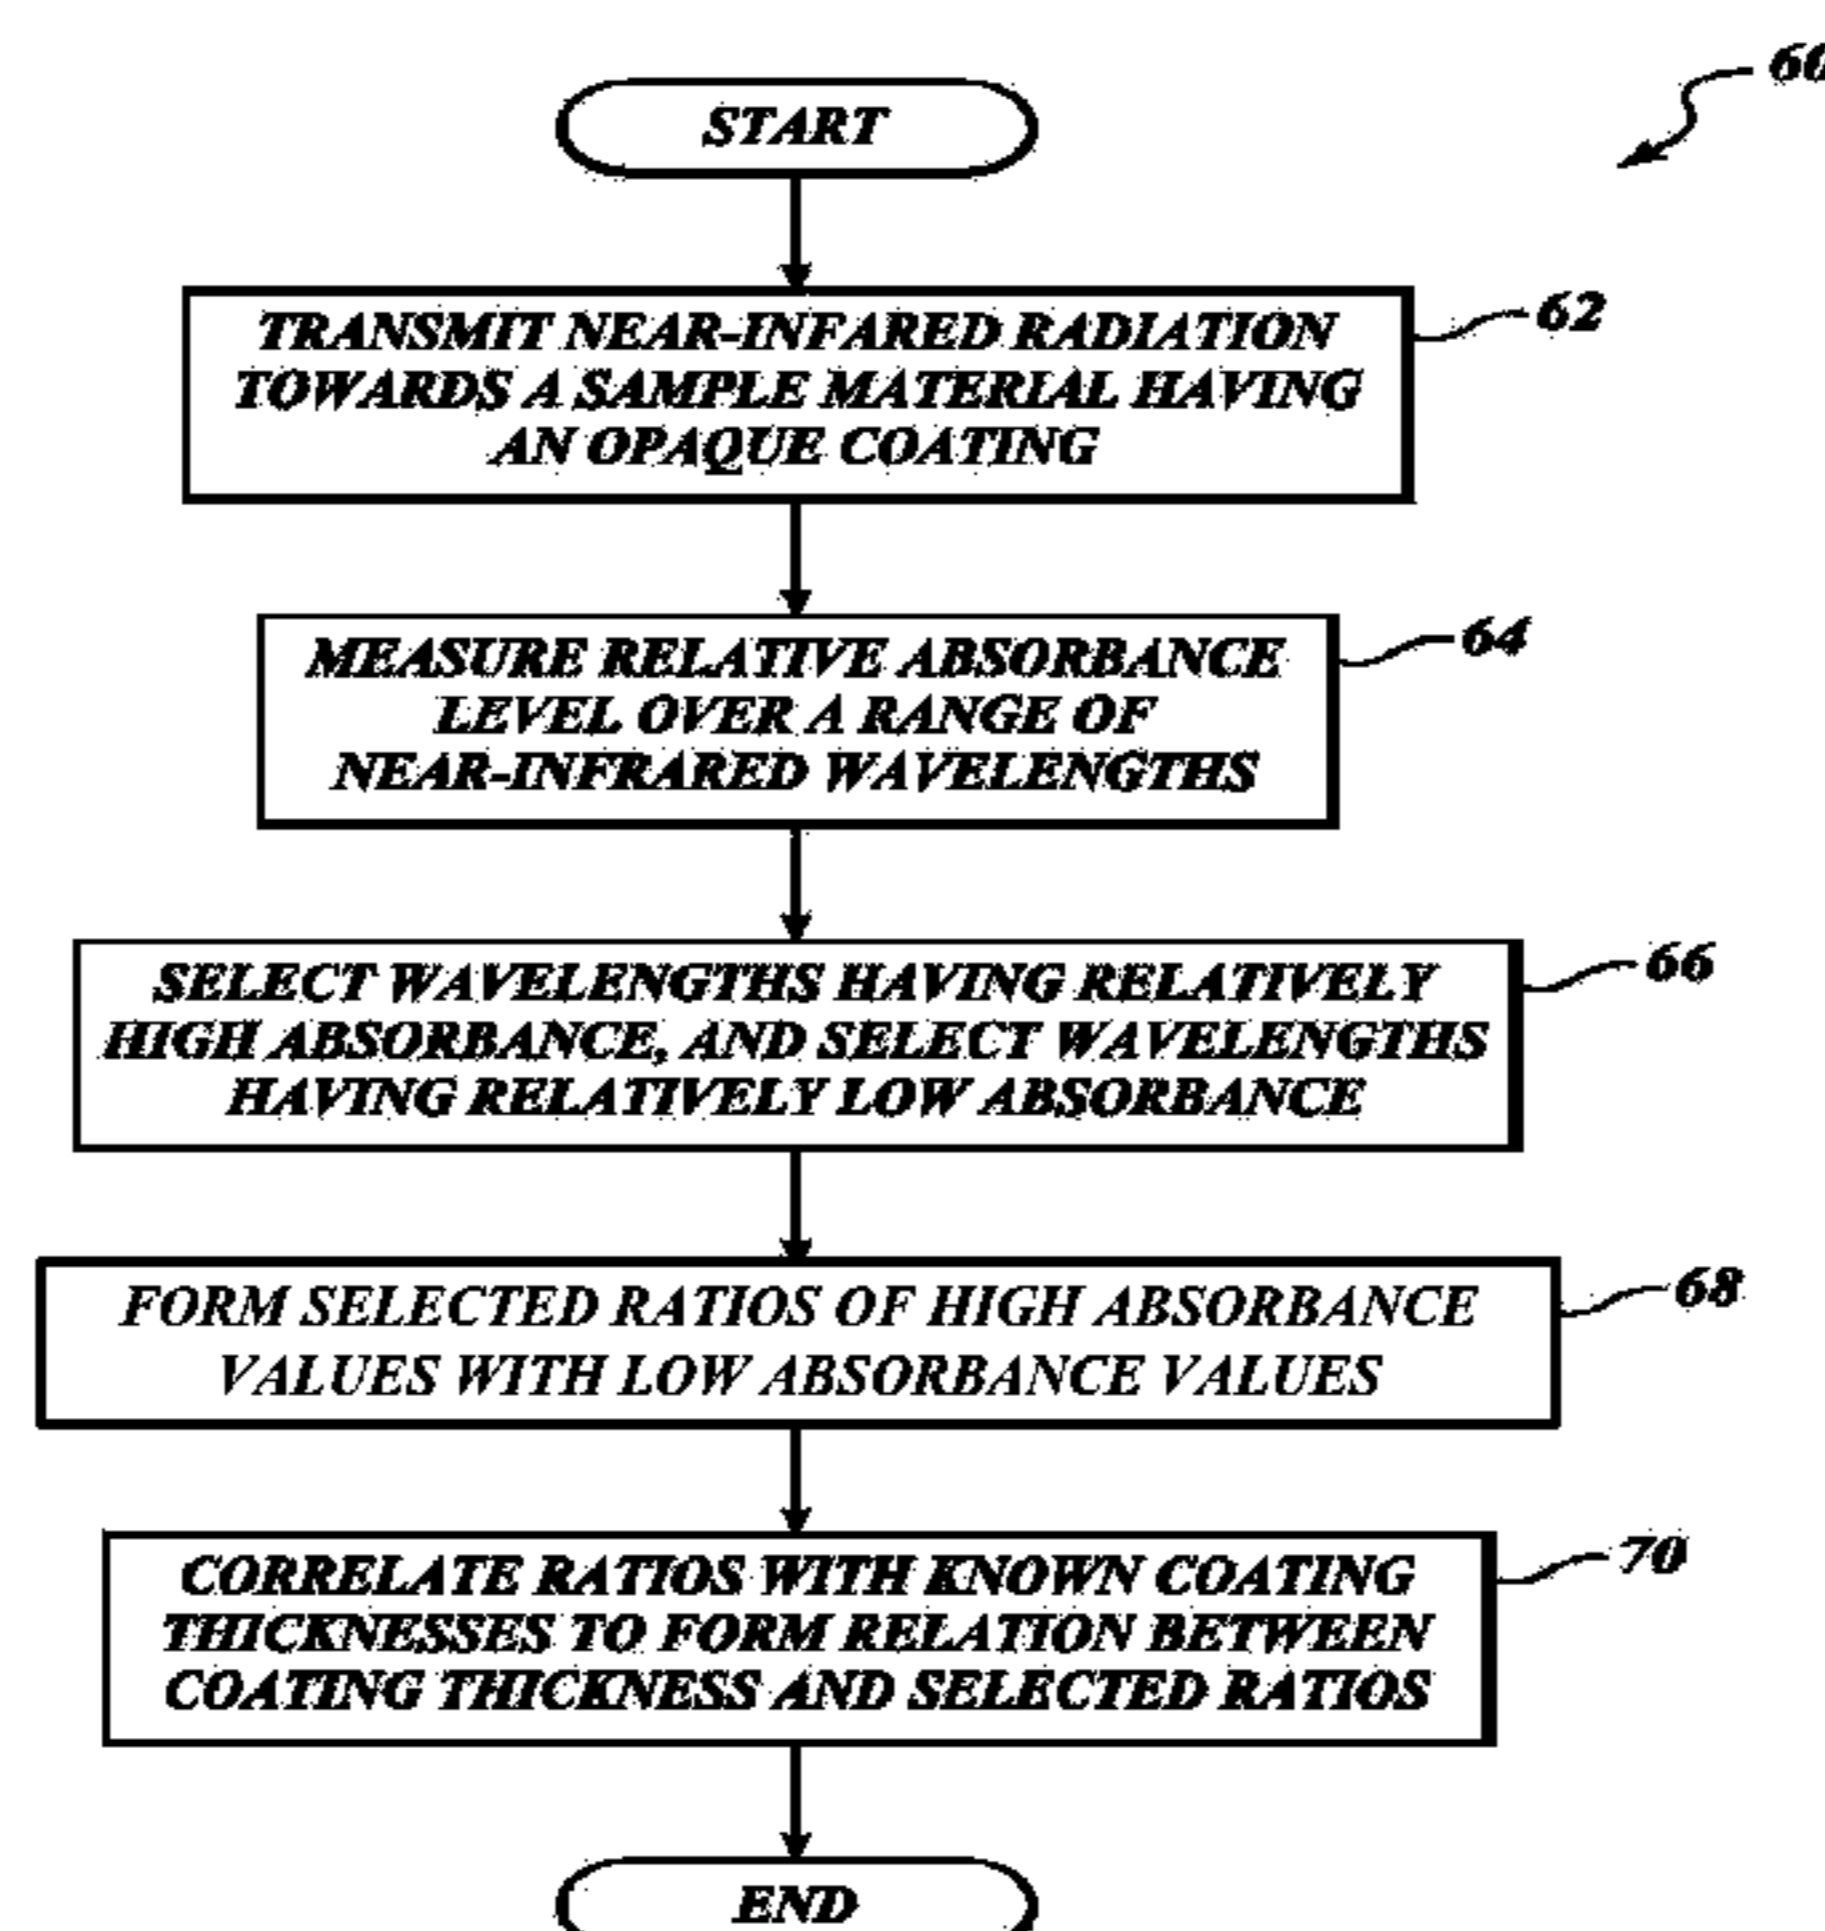 60
START
TRANSMIT NEAR-INFARED RADIATION
TOWARDS A SAMPLE MATERIAL HAVING
AN OPAQUE COATING
62
MEASURE RELATIVE ABSORBANCE
LEVEL OVER A RANGE OF
NEAR-INFRARED WAVELENGTHS
64
SELECT WAVELENGTHS HAVING RELATIVELY
HIGH ABSORBANCE, AND SELECT WAVELENGTHS
HAVING RELATIVELY LOW ABSORBANCE
66
FORM SELECTED RATIOS OF HIGH ABSORBANCE
VALUES WITH LOW ABSORBANCE VALUES
68
CORRELATE RATIOS WITH KNOWN COATING
THICKNESSES TO FORM RELATION BETWEEN
COATING THICKNESS AND SELECTED RATIOS
70
END